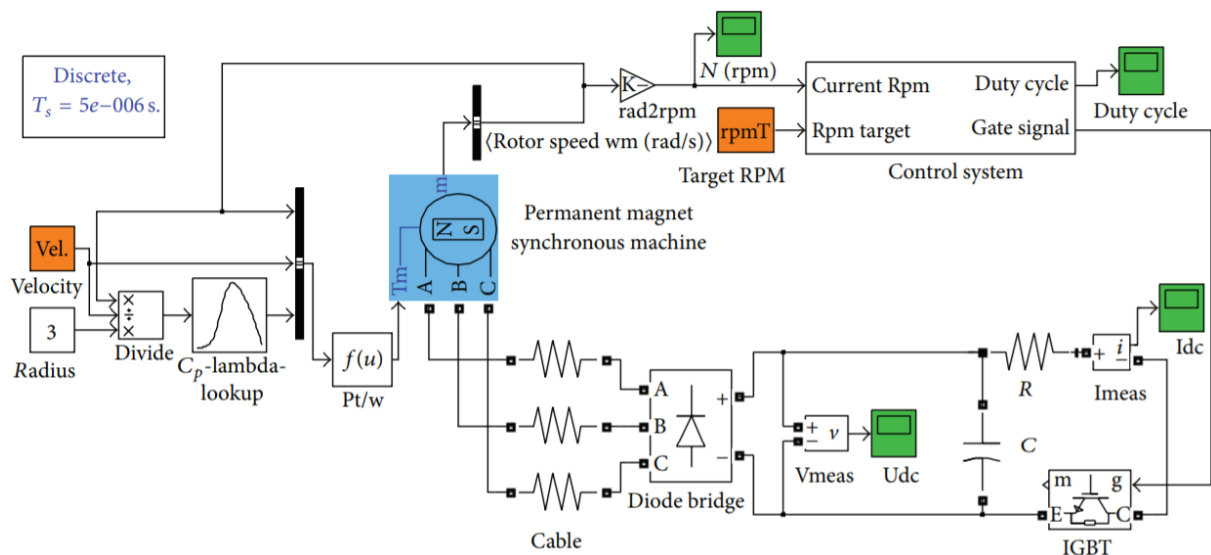 Discrete,
T_s = 5e−006 s.
N (rpm)
K−
rad2rpm
⟨Rotor speed wm (rad/s)⟩
rpmT
Target RPM
Current Rpm
Rpm target
Duty cycle
Gate signal
Control system
Duty cycle
m
N
S
Tm
A
B
C
Permanent magnet
synchronous machine
Vel.
Velocity
3
Radius
×
÷
×
Divide
C_p-lambda-
lookup
f(u)
Pt/w
Cable
A
B
C
+
−
Diode bridge
+
−
v
Vmeas
Udc
R
C
+
i
−
Imeas
Idc
m
g
E
C
IGBT